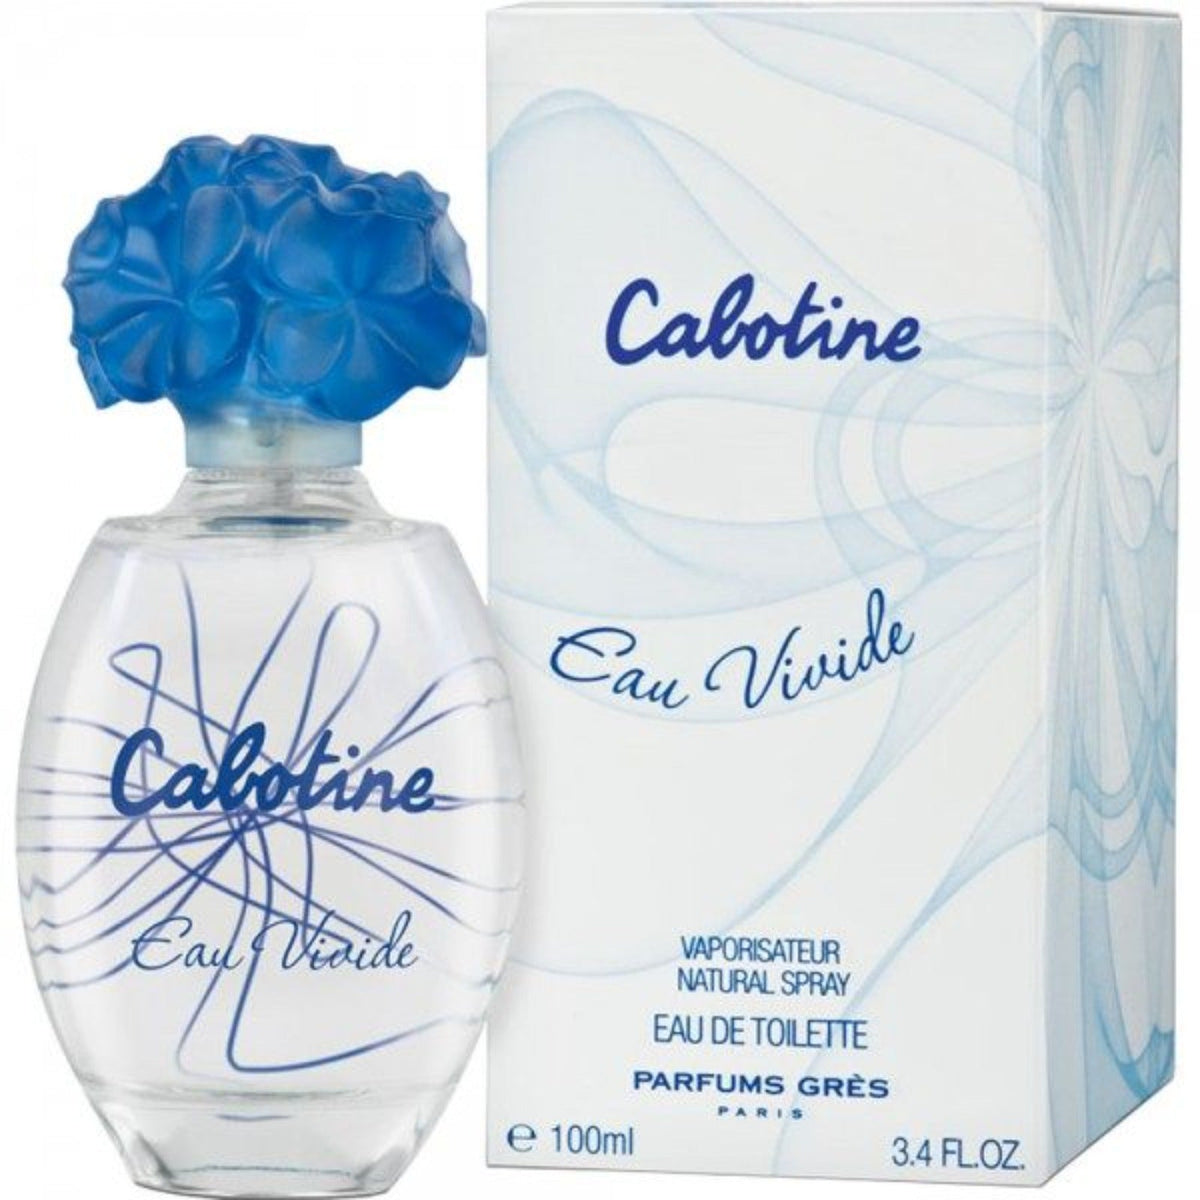 Cabotine
Eau Vivide
Cabotine
Eau Vivide
VAPORISATEUR
NATURAL SPRAY
EAU DE TOILETTE
PARFUMS GRÈS
PARIS
e 100ml 3.4 FL.OZ.